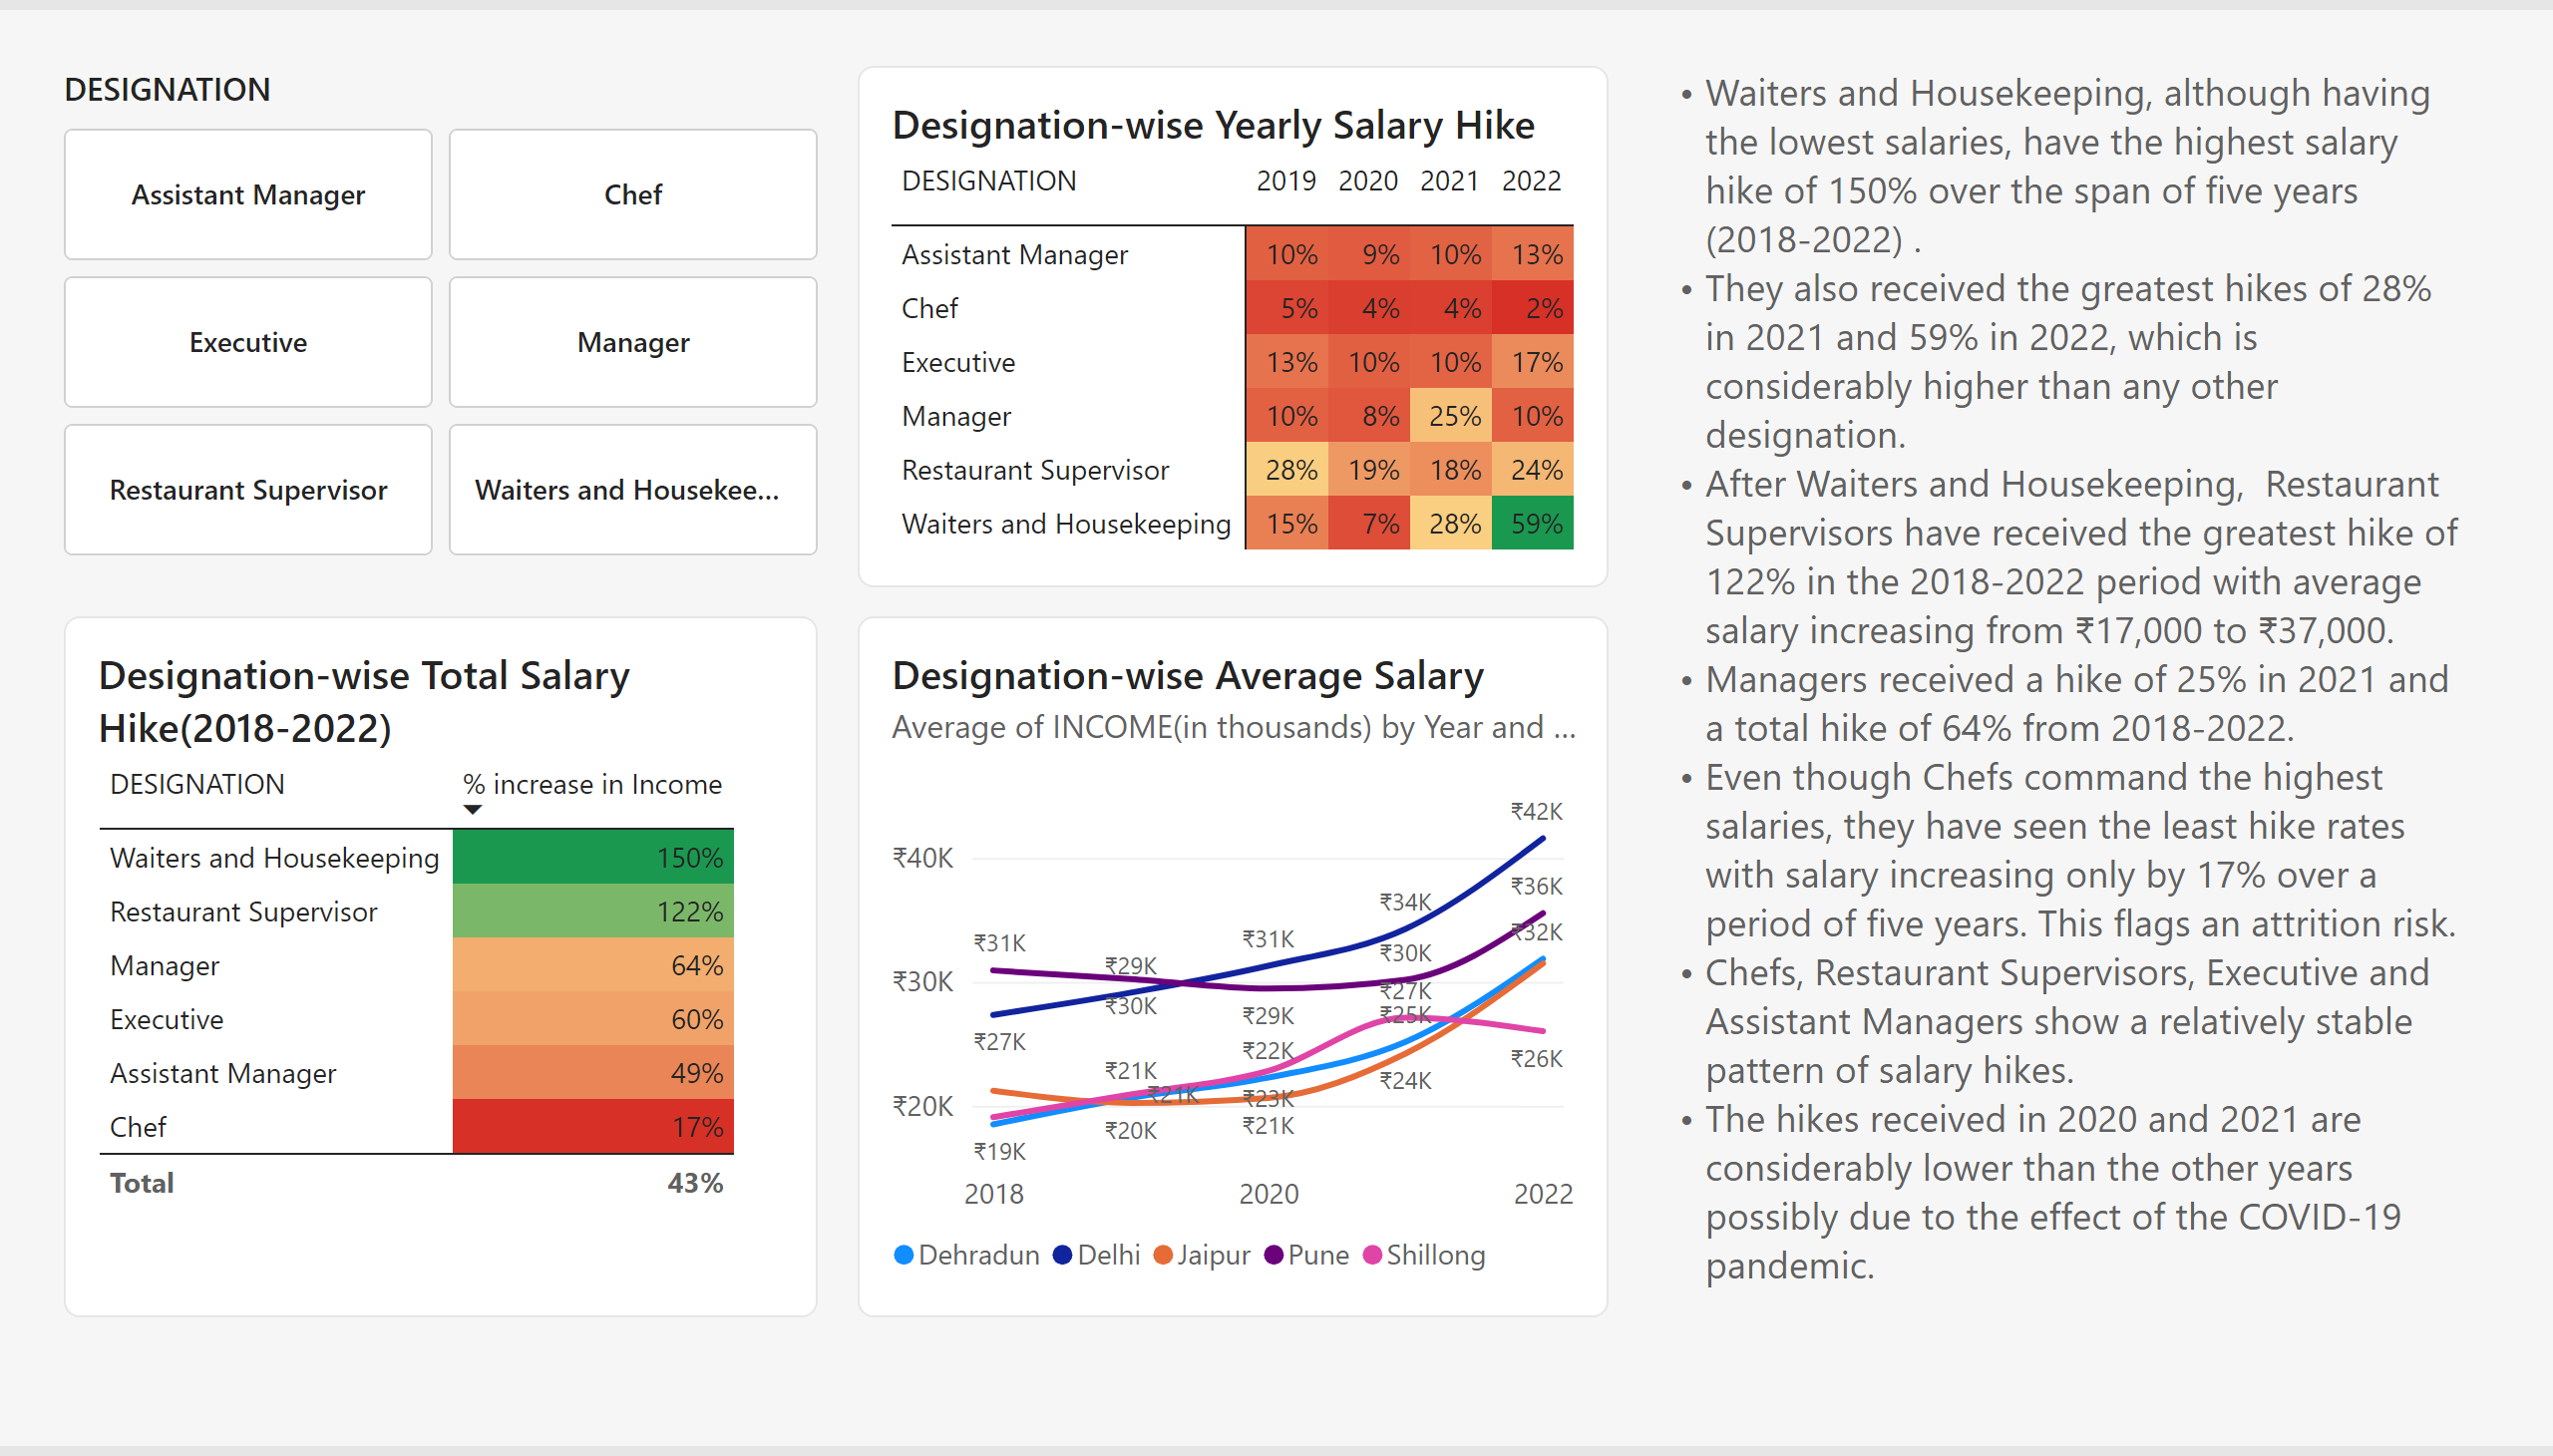 DESIGNATION
Assistant Manager
Chef
Executive
Manager
Restaurant Supervisor
Waiters and Housekee...
Designation-wise Yearly Salary Hike
DESIGNATION 2019 2020 2021 2022
Assistant Manager 10% 9% 10% 13%
Chef 5% 4% 4% 2%
Executive 13% 10% 10% 17%
Manager 10% 8% 25% 10%
Restaurant Supervisor 28% 19% 18% 24%
Waiters and Housekeeping 15% 7% 28% 59%
Designation-wise Total Salary
Hike(2018-2022)
DESIGNATION % increase in Income
Waiters and Housekeeping 150%
Restaurant Supervisor 122%
Manager 64%
Executive 60%
Assistant Manager 49%
Chef 17%
Total 43%
Designation-wise Average Salary
Average of INCOME(in thousands) by Year and ...
₹42K
₹40K
₹36K
₹34K
₹32K
₹31K
₹31K
₹30K
₹29K
₹30K
₹27K
₹30K
₹29K
₹25K
₹27K
₹22K
₹26K
₹21K
₹24K
₹21K
₹23K
₹20K
₹20K
₹21K
₹19K
2018 2020 2022
Dehradun Delhi Jaipur Pune Shillong
• Waiters and Housekeeping, although having
the lowest salaries, have the highest salary
hike of 150% over the span of five years
(2018-2022) .
• They also received the greatest hikes of 28%
in 2021 and 59% in 2022, which is
considerably higher than any other
designation.
• After Waiters and Housekeeping,  Restaurant
Supervisors have received the greatest hike of
122% in the 2018-2022 period with average
salary increasing from ₹17,000 to ₹37,000.
• Managers received a hike of 25% in 2021 and
a total hike of 64% from 2018-2022.
• Even though Chefs command the highest
salaries, they have seen the least hike rates
with salary increasing only by 17% over a
period of five years. This flags an attrition risk.
• Chefs, Restaurant Supervisors, Executive and
Assistant Managers show a relatively stable
pattern of salary hikes.
• The hikes received in 2020 and 2021 are
considerably lower than the other years
possibly due to the effect of the COVID-19
pandemic.